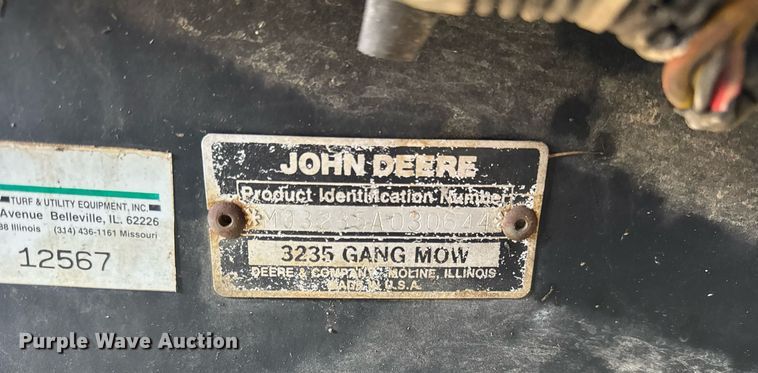 TURF & UTILITY EQUIPMENT, INC.
Avenue Belleville, IL. 62226
88 Illinois (314) 436-1161 Missouri
12567
JOHN DEERE
Product Identification Number
3235 GANG MOW
DEERE & COMPANY MOLINE, ILLINOIS
MADE IN U.S.A.
Purple Wave Auction